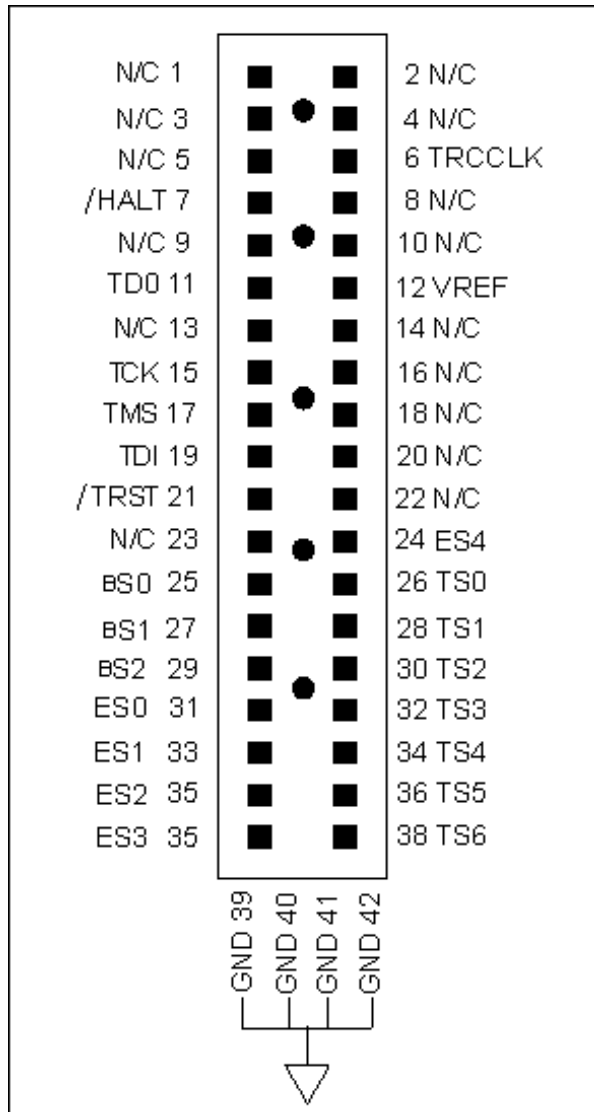 N/C 1 2 N/C
N/C 3 4 N/C
N/C 5 6 TRCCLK
/HALT 7 8 N/C
N/C 9 10 N/C
TD0 11 12 VREF
N/C 13 14 N/C
TCK 15 16 N/C
TMS 17 18 N/C
TDI 19 20 N/C
/TRST 21 22 N/C
N/C 23 24 ES4
BS0 25 26 TS0
BS1 27 28 TS1
BS2 29 30 TS2
ES0 31 32 TS3
ES1 33 34 TS4
ES2 35 36 TS5
ES3 35 38 TS6
GND 39
GND 40
GND 41
GND 42